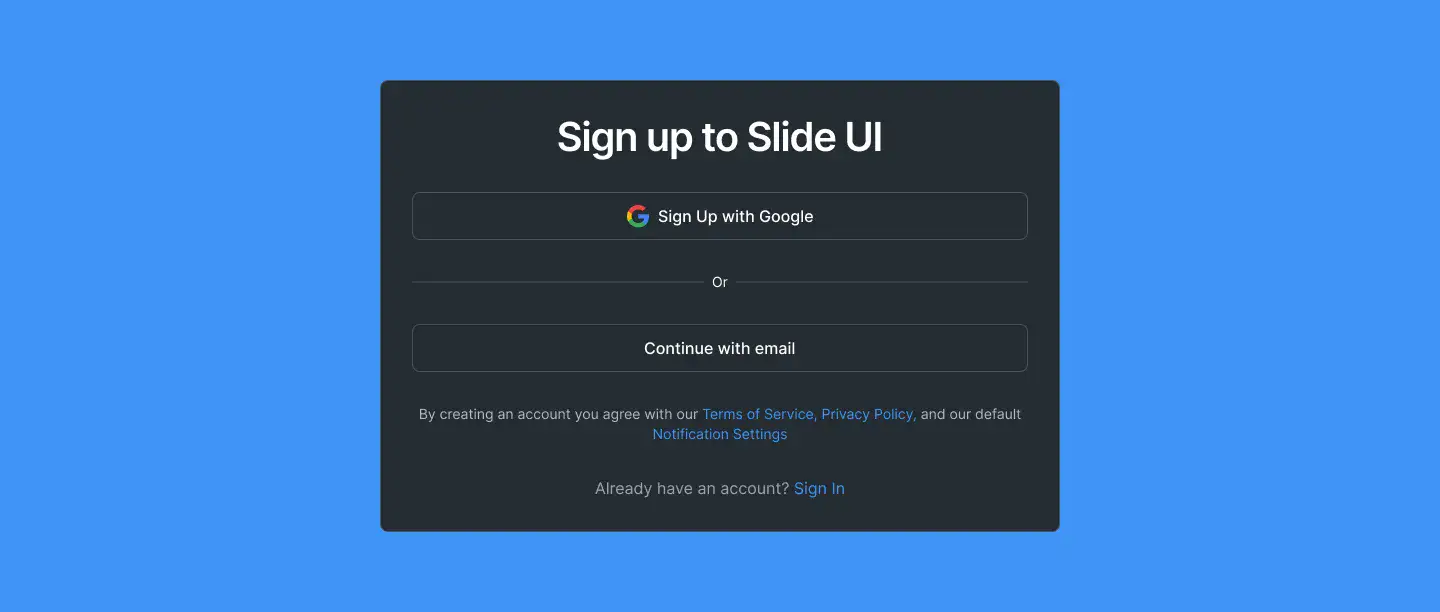 Sign up to Slide UI
Sign Up with Google
Or
Continue with email
By creating an account you agree with our Terms of Service, Privacy Policy, and our default
Notification Settings
Already have an account? Sign In